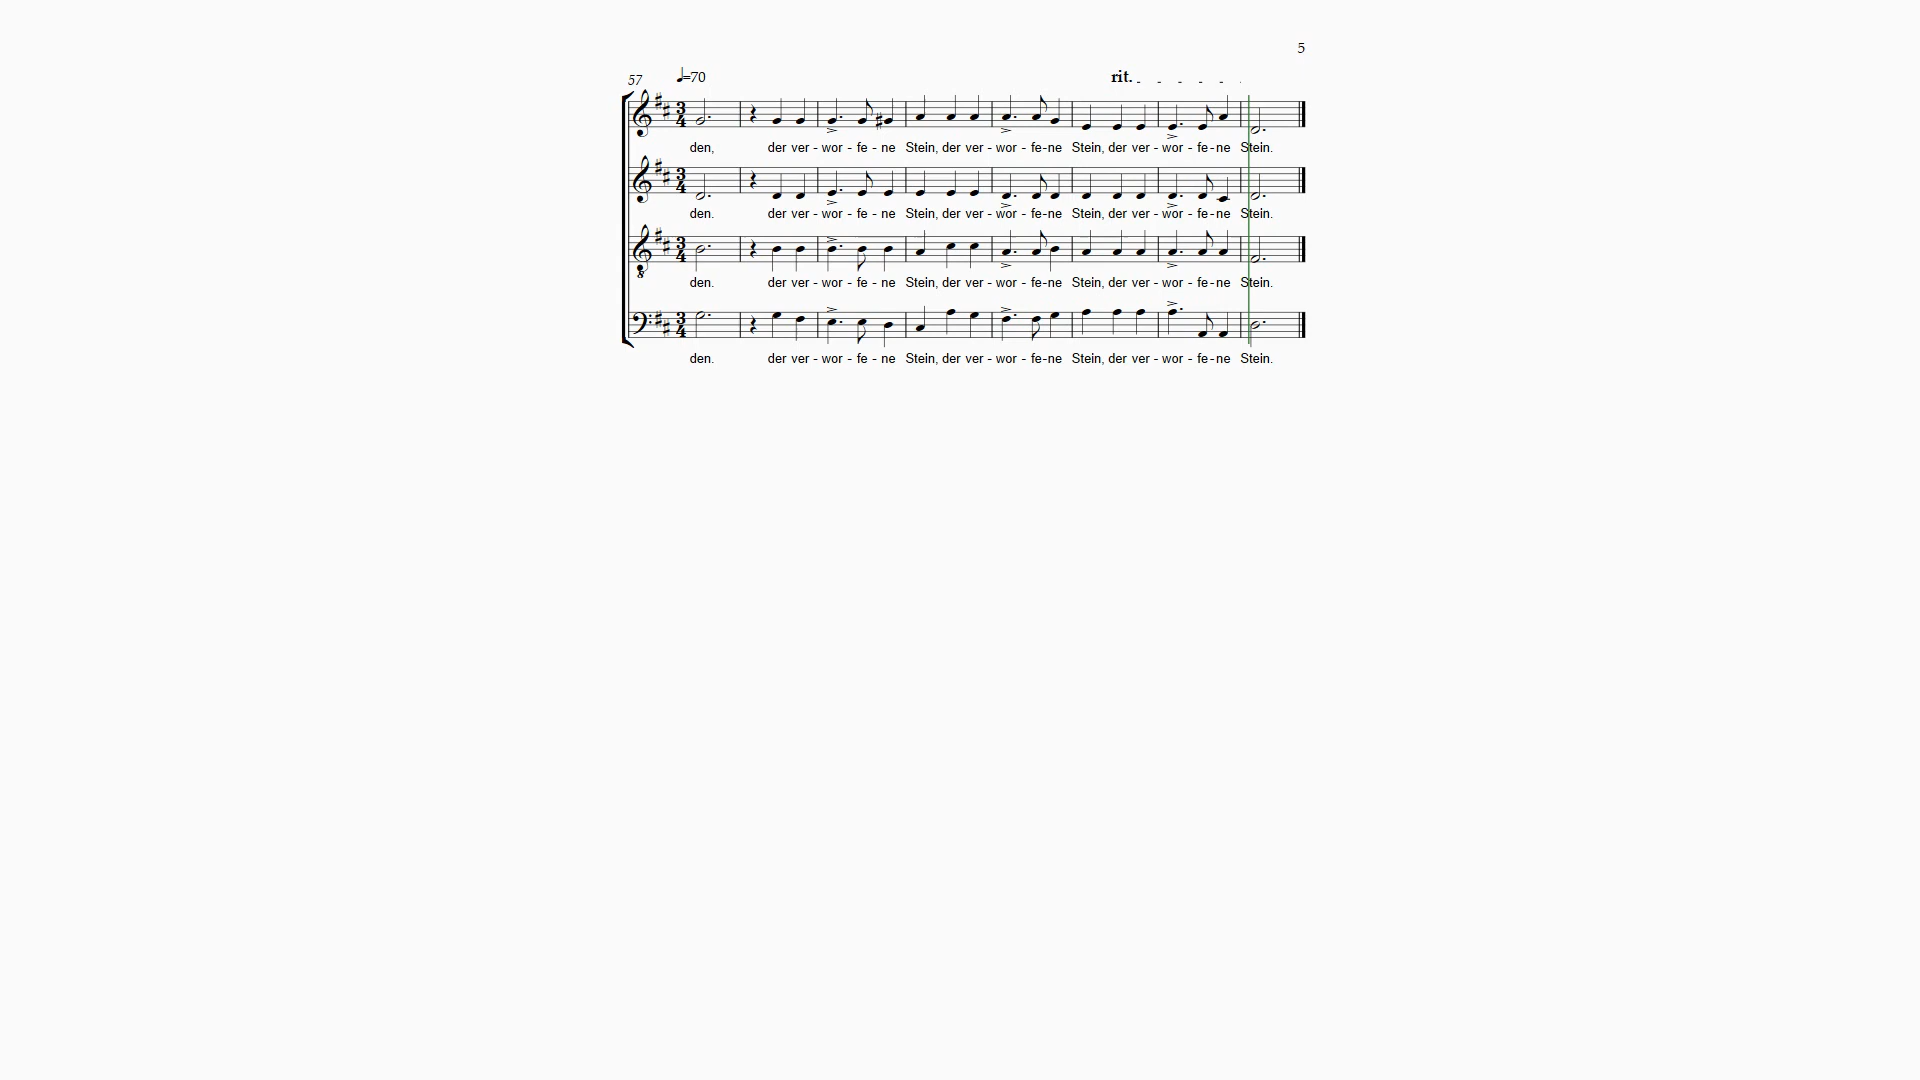 5
57 ♩=70 rit.
den, der ver - wor - fe - ne Stein, der ver - wor - fe - ne Stein, der ver - wor - fe - ne Stein.
den. der ver - wor - fe - ne Stein, der ver - wor - fe - ne Stein, der ver - wor - fe - ne Stein.
den. der ver - wor - fe - ne Stein, der ver - wor - fe - ne Stein, der ver - wor - fe - ne Stein.
den. der ver - wor - fe - ne Stein, der ver - wor - fe - ne Stein, der ver - wor - fe - ne Stein.